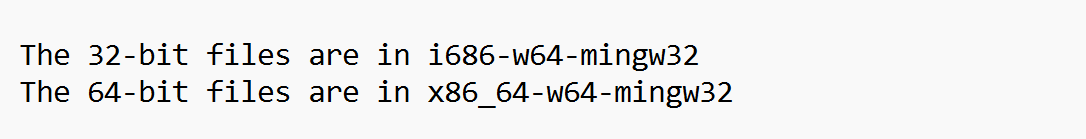 The 32-bit files are in i686-w64-mingw32
The 64-bit files are in x86_64-w64-mingw32